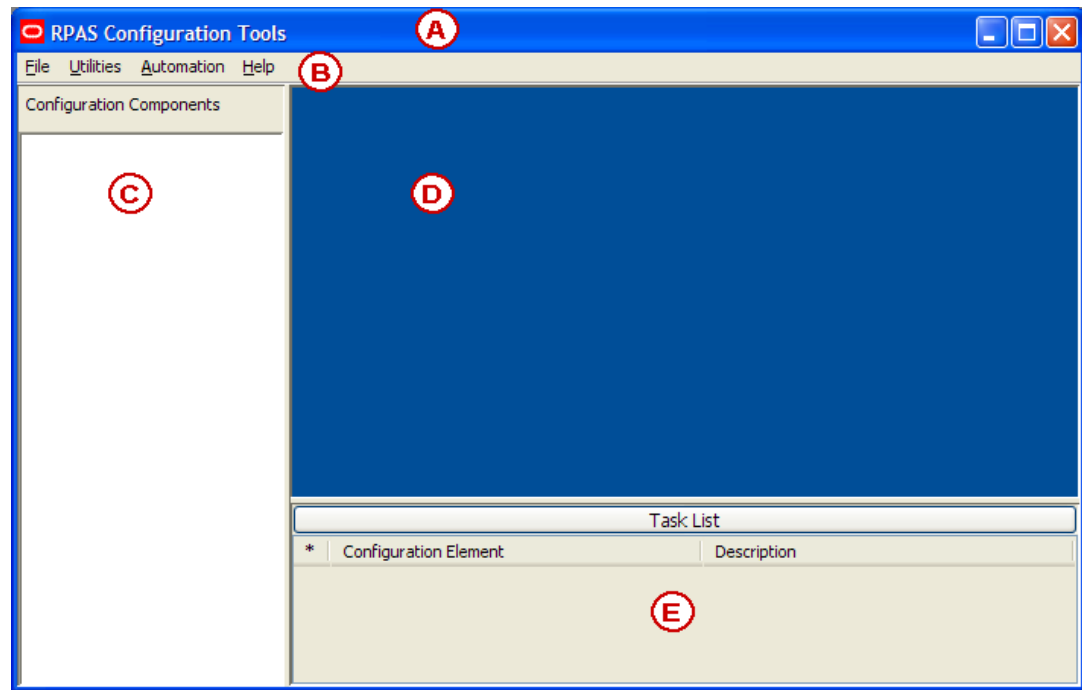 RPAS Configuration Tools A
File Utilities Automation Help B
Configuration Components
C
D
Task List
* Configuration Element Description
E